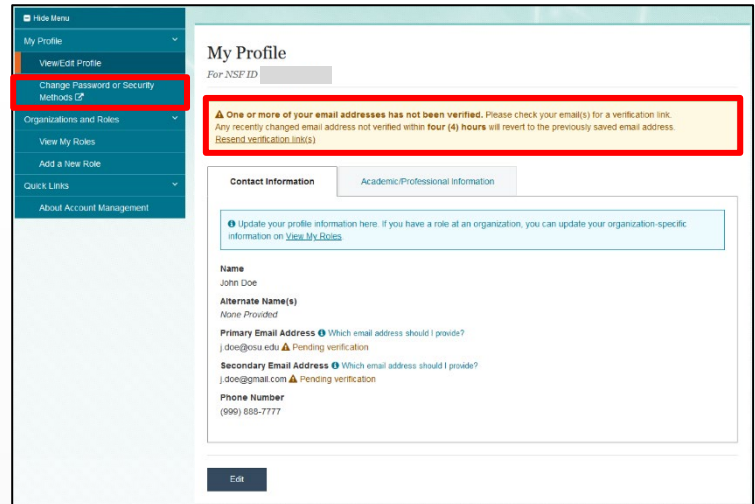 Hide Menu
My Profile
View/Edit Profile
Change Password or Security
Methods
Organizations and Roles
View My Roles
Add a New Role
Quick Links
About Account Management
My Profile
For NSF ID
One or more of your email addresses has not been verified. Please check your email(s) for a verification link.
Any recently changed email address not verified within four (4) hours will revert to the previously saved email address.
Resend verification link(s)
Contact Information
Academic/Professional Information
Update your profile information here. If you have a role at an organization, you can update your organization-specific
information on View My Roles.
Name
John Doe
Alternate Name(s)
None Provided
Primary Email Address Which email address should I provide?
j.doe@osu.edu Pending verification
Secondary Email Address Which email address should I provide?
j.doe@gmail.com Pending verification
Phone Number
(999) 888-7777
Edit